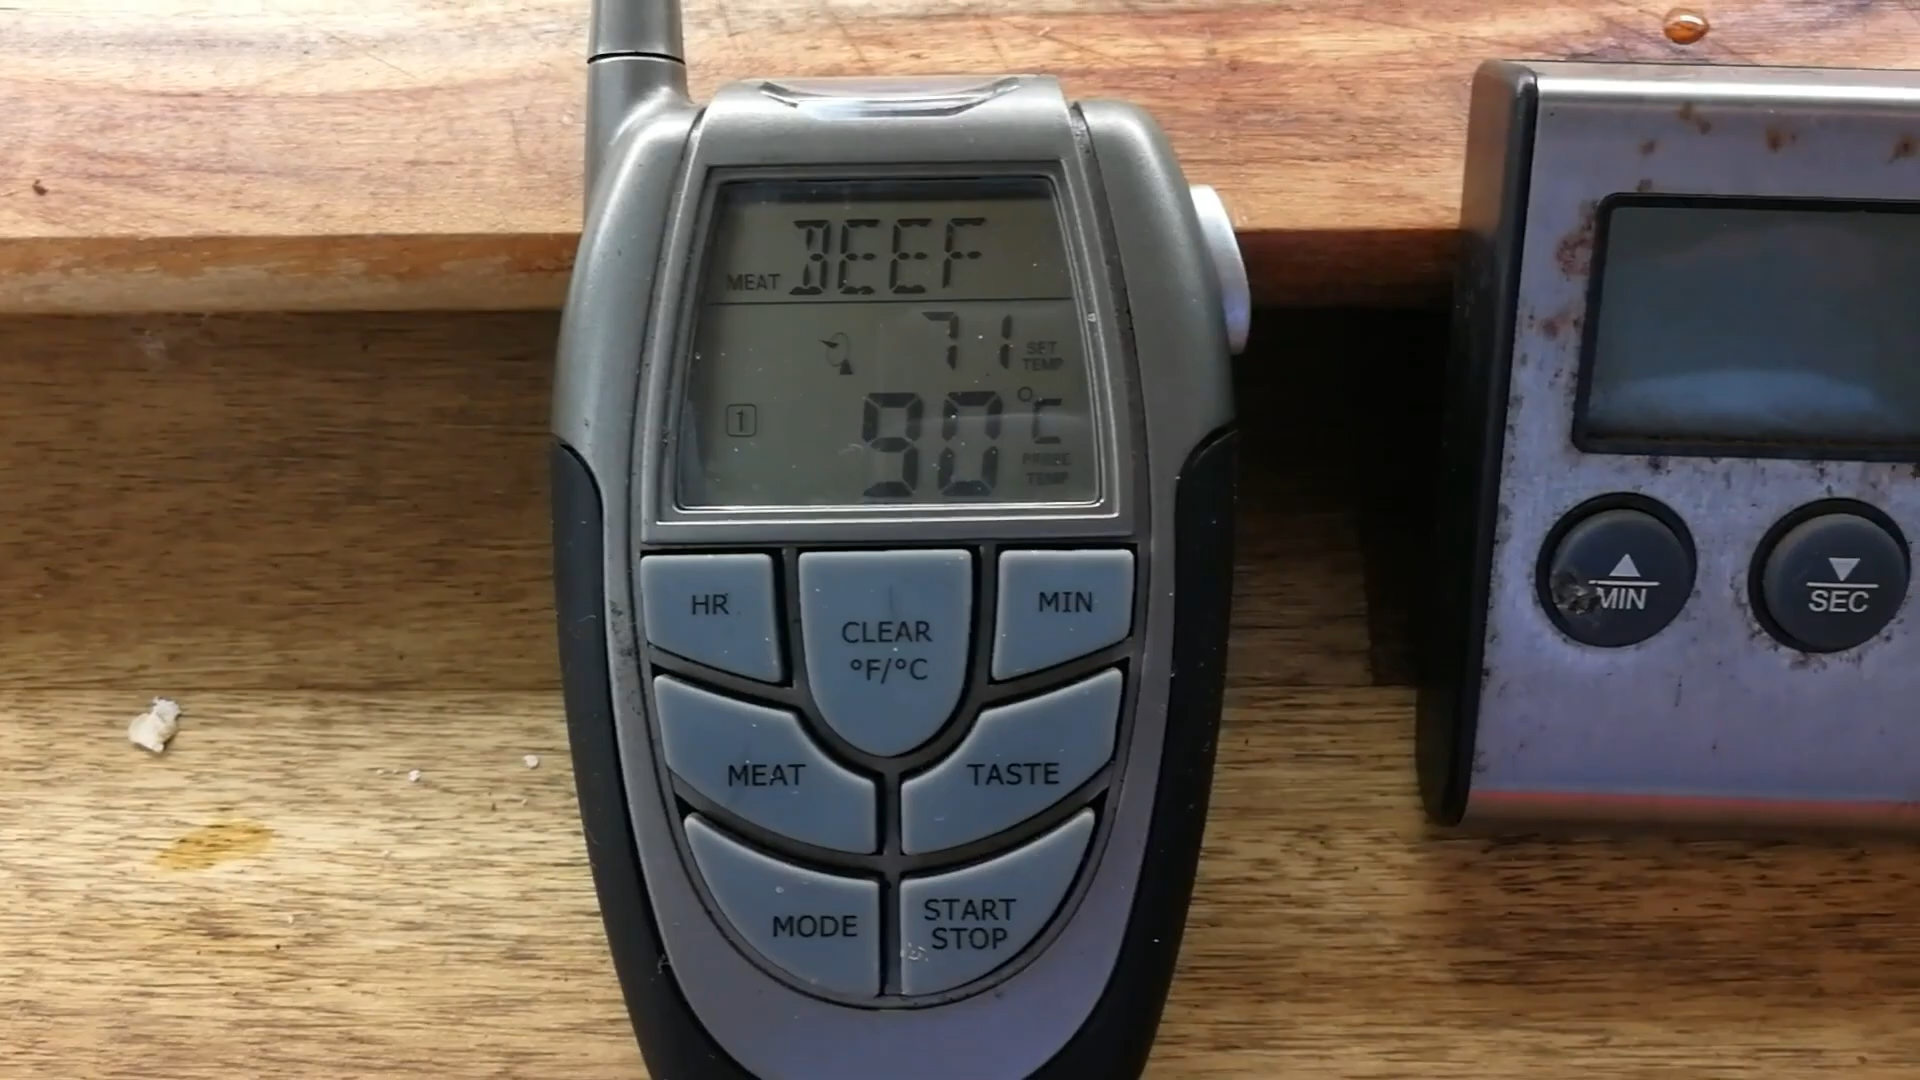 MEAT BEEF
71 SET TEMP
1 90 °C PROBE TEMP
HR
CLEAR °F/°C
MIN
MEAT
TASTE
MODE
START STOP
MIN
SEC